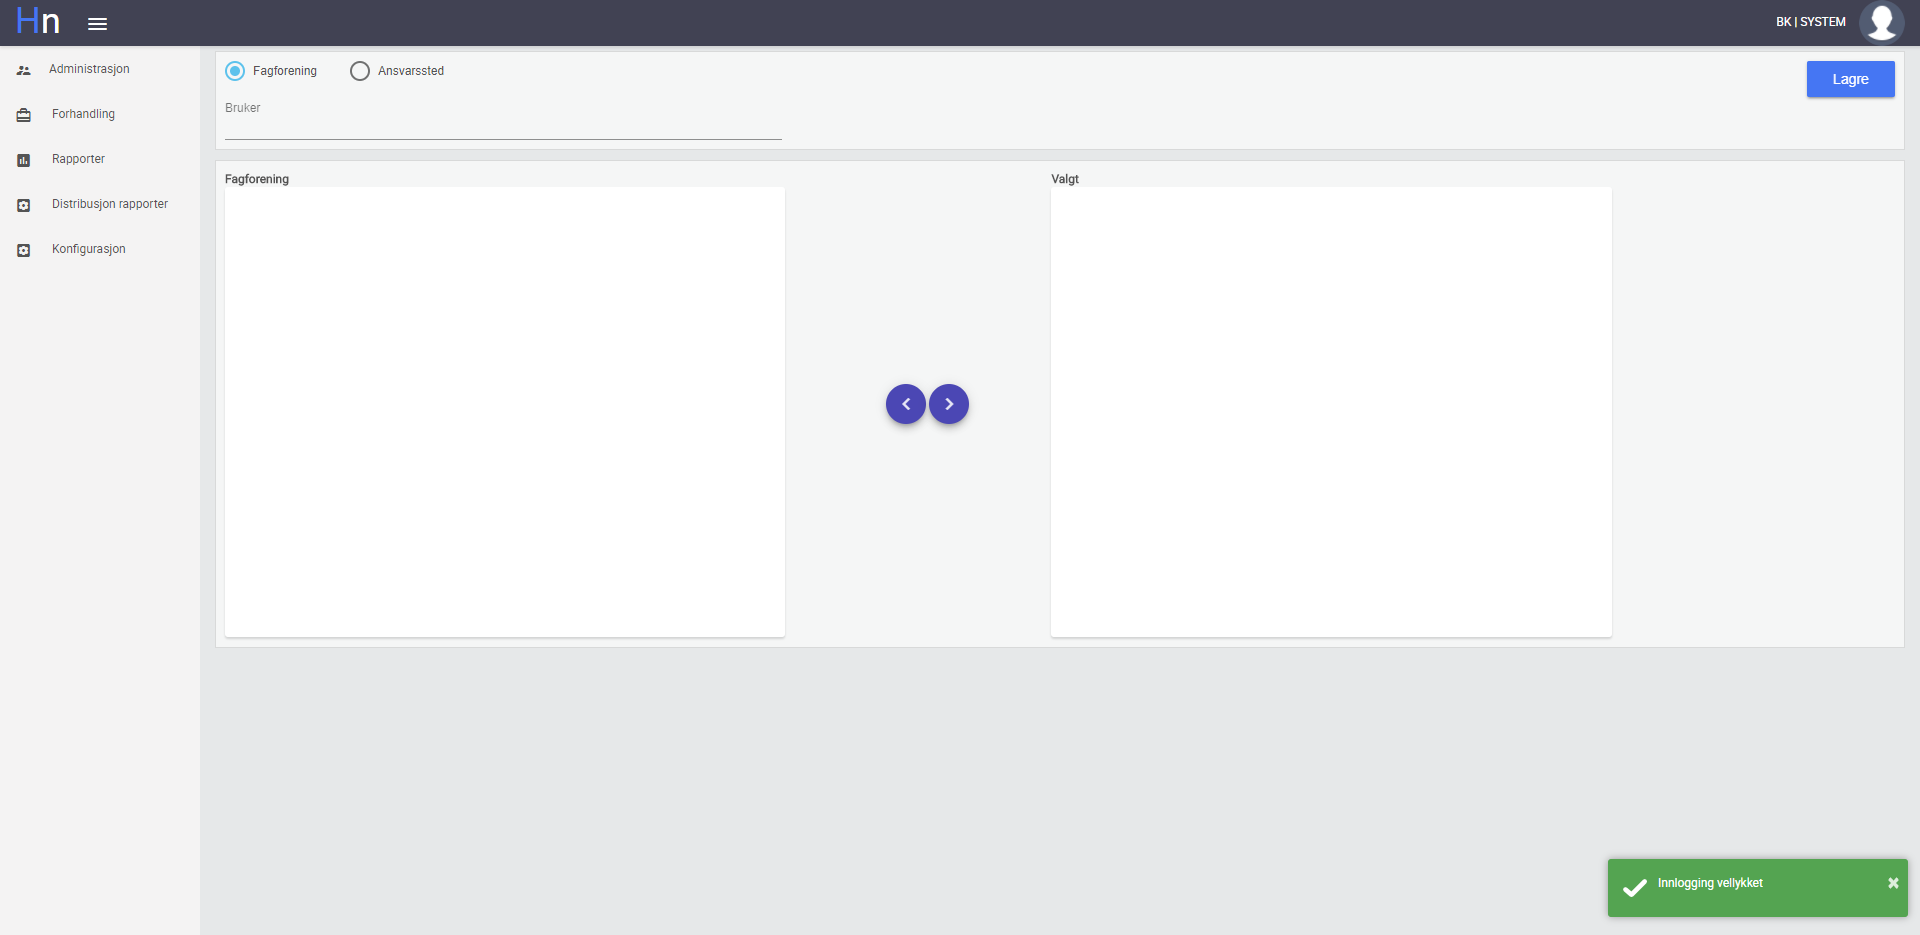 Hn
BK | SYSTEM
Administrasjon
Forhandling
Rapporter
Distribusjon rapporter
Konfigurasjon
Fagforening
Ansvarssted
Lagre
Bruker
Fagforening
Valgt
Innlogging vellykket